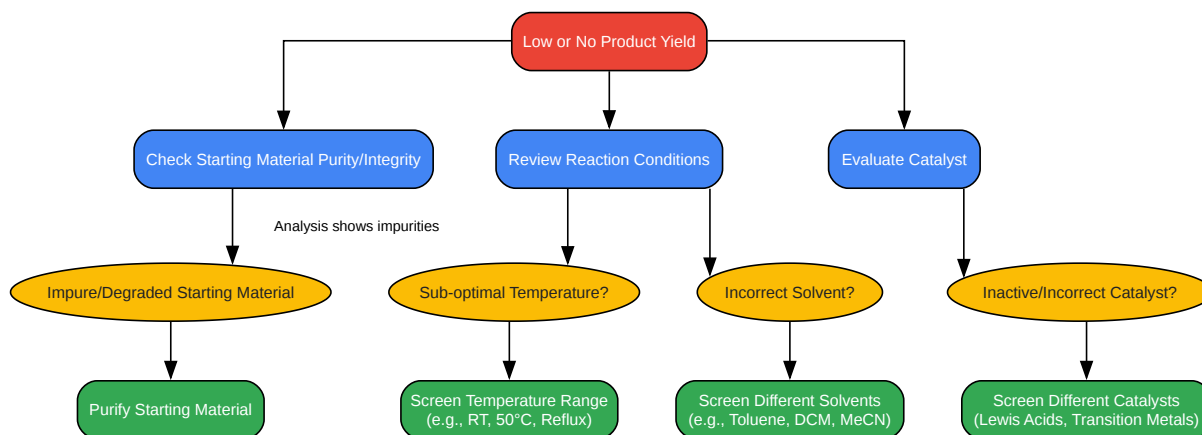 Low or No Product Yield
Check Starting Material Purity/Integrity
Review Reaction Conditions
Evaluate Catalyst
Analysis shows impurities
Impure/Degraded Starting Material
Sub-optimal Temperature?
Incorrect Solvent?
Inactive/Incorrect Catalyst?
Purify Starting Material
Screen Temperature Range
(e.g., RT, 50°C, Reflux)
Screen Different Solvents
(e.g., Toluene, DCM, MeCN)
Screen Different Catalysts
(Lewis Acids, Transition Metals)